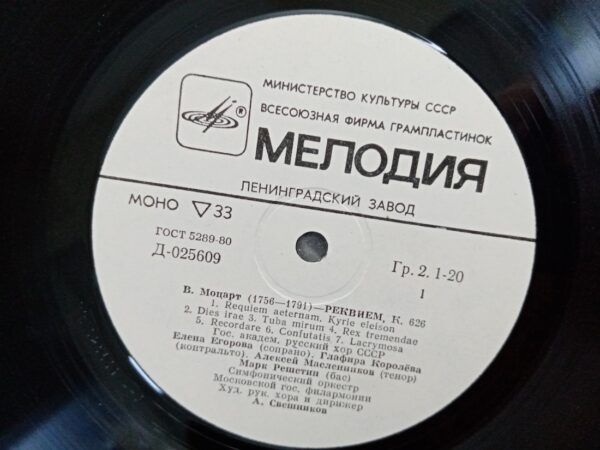 МИНИСТЕРСТВО КУЛЬТУРЫ СССР
ВСЕСОЮЗНАЯ ФИРМА ГРАМПЛАСТИНОК
®
МЕЛОДИЯ
ЛЕНИНГРАДСКИЙ ЗАВОД
МОНО ▽33
ГОСТ 5289-80
Д-025609
Гр. 2. 1-20
1
В. Моцарт (1756—1791)—РЕКВИЕМ, К. 626
1. Requiem aeternam. Kyrie eleison
2. Dies irae 3. Tuba mirum 4. Rex tremendae
5. Recordare 6. Confutatis 7. Lacrymosa
Гос. академ. русский хор СССР
Елена Егорова (сопрано), Глафира Королёва
(контральто), Алексей Масленников (тенор)
Марк Решетин (бас)
Симфонический оркестр
Московской гос. филармонии
Худ. рук. хора и дирижер
А. Свешников